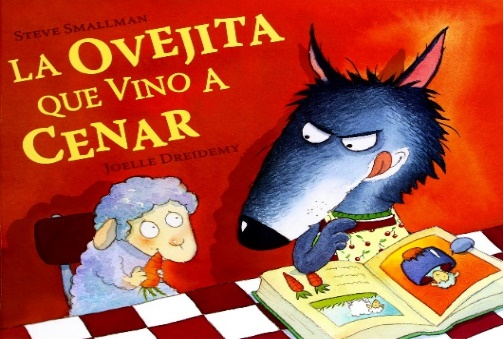 STEVE SMALLMAN
LA OVEJITA
QUE VINO A
CENAR
JOELLE DREIDEMY